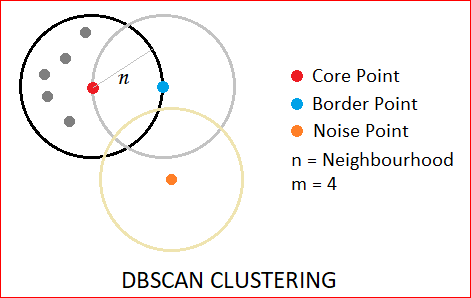 n
Core Point
Border Point
Noise Point
n = Neighbourhood
m = 4
DBSCAN CLUSTERING